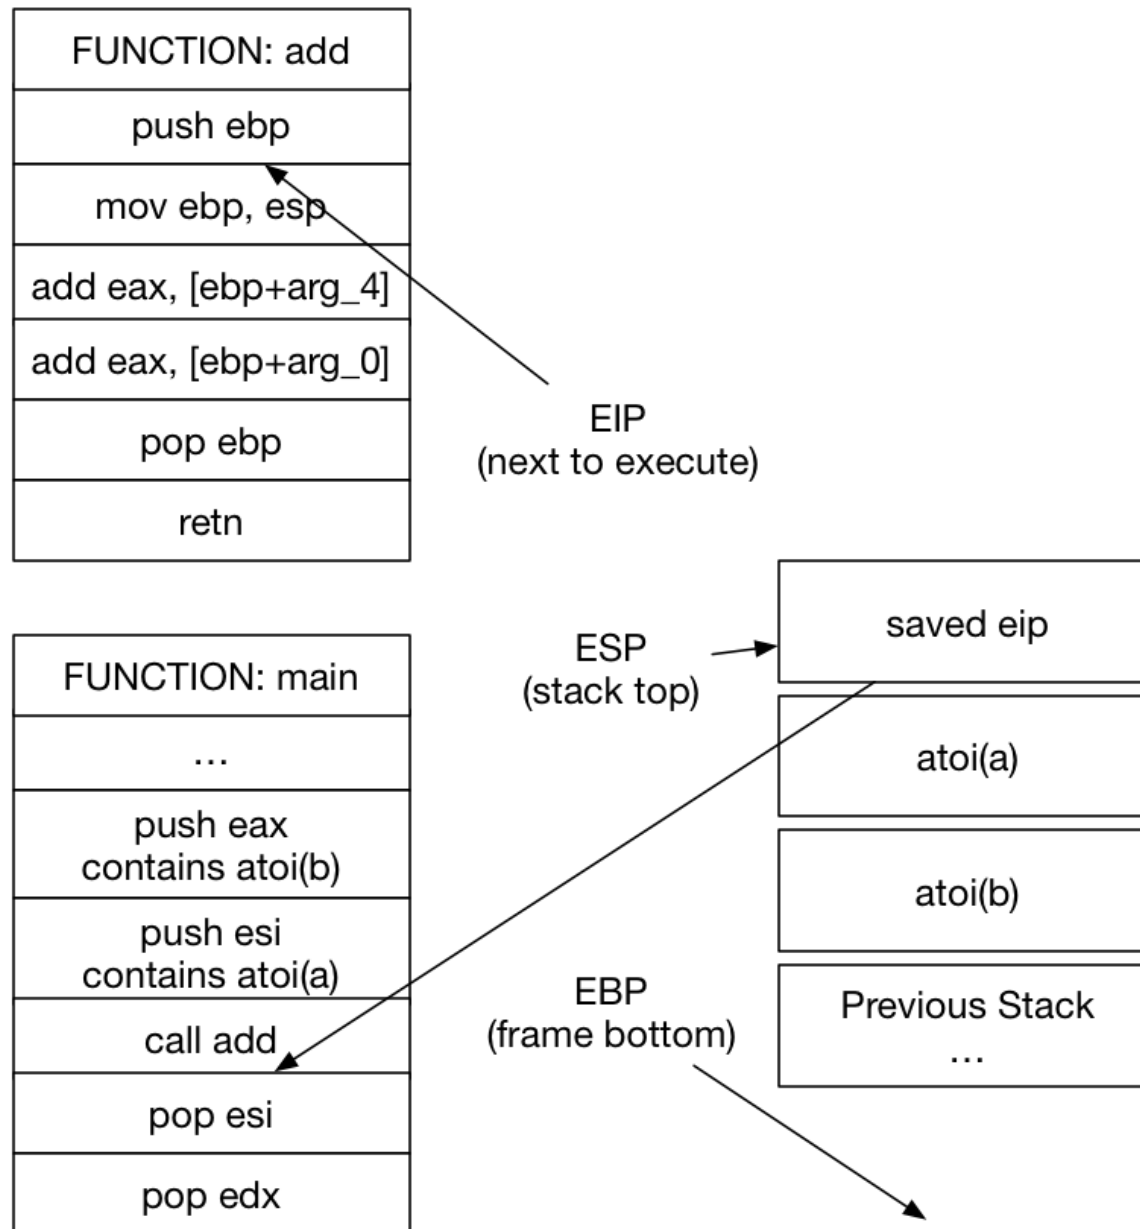 FUNCTION: add
push ebp
mov ebp, esp
add eax, [ebp+arg_4]
add eax, [ebp+arg_0]
pop ebp
retn
EIP
(next to execute)
FUNCTION: main
…
push eax
contains atoi(b)
push esi
contains atoi(a)
call add
pop esi
pop edx
ESP
(stack top)
EBP
(frame bottom)
saved eip
atoi(a)
atoi(b)
Previous Stack
…